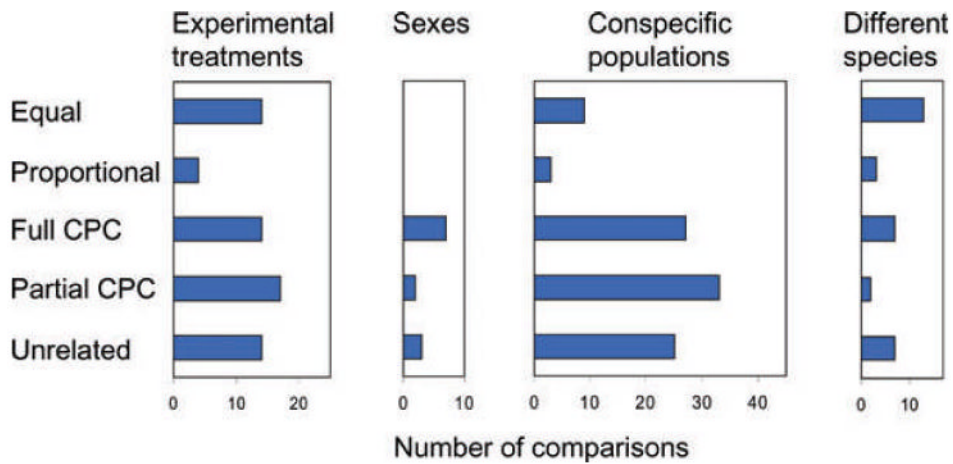 Experimental treatments
Sexes
Conspecific populations
Different species
Equal
Proportional
Full CPC
Partial CPC
Unrelated
0 10 20
0 10
0 10 20 30 40
0 10
Number of comparisons